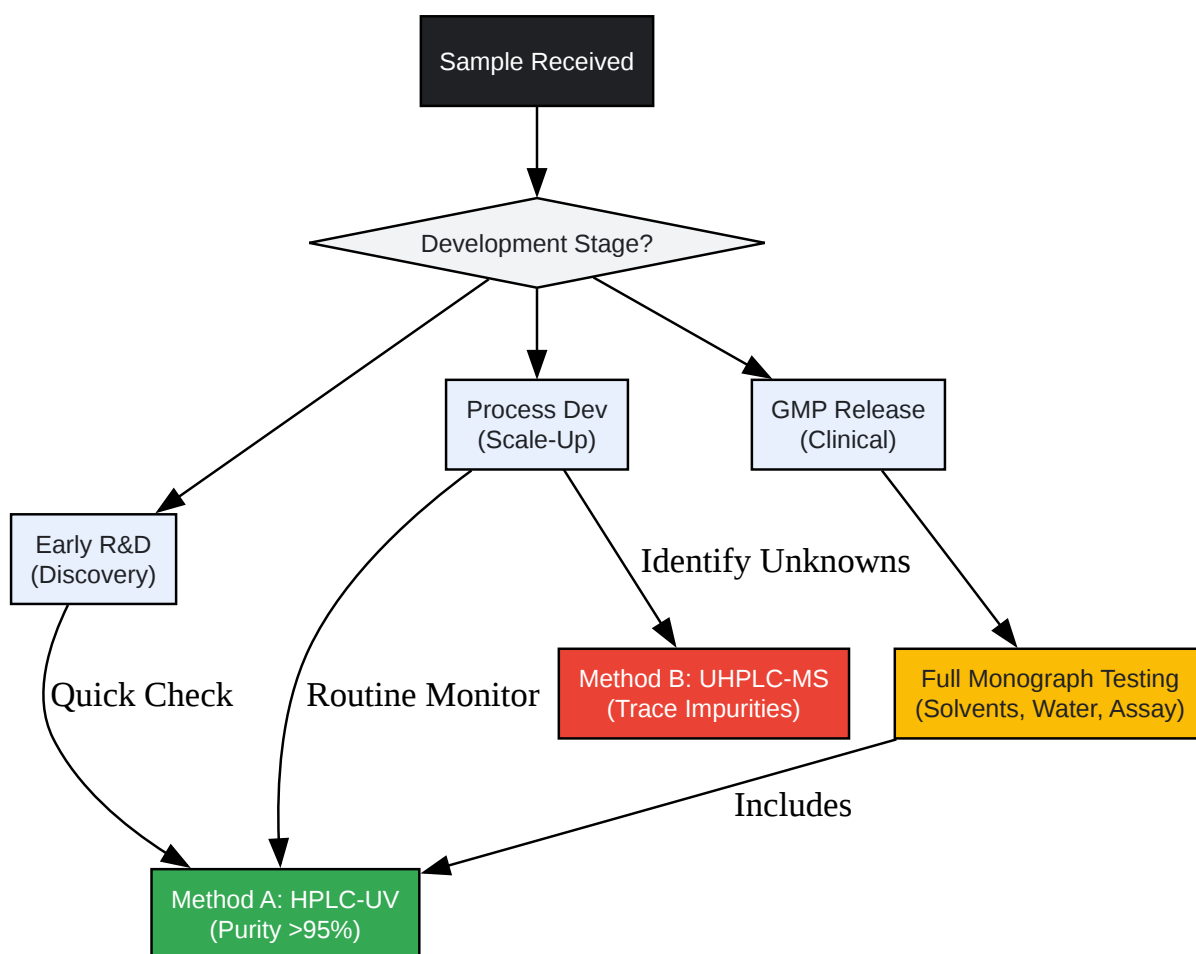 Sample Received
Development Stage?
Process Dev
(Scale-Up)
GMP Release
(Clinical)
Early R&D
(Discovery)
Identify Unknowns
Quick Check
Routine Monitor
Method B: UHPLC-MS
(Trace Impurities)
Full Monograph Testing
(Solvents, Water, Assay)
Includes
Method A: HPLC-UV
(Purity >95%)